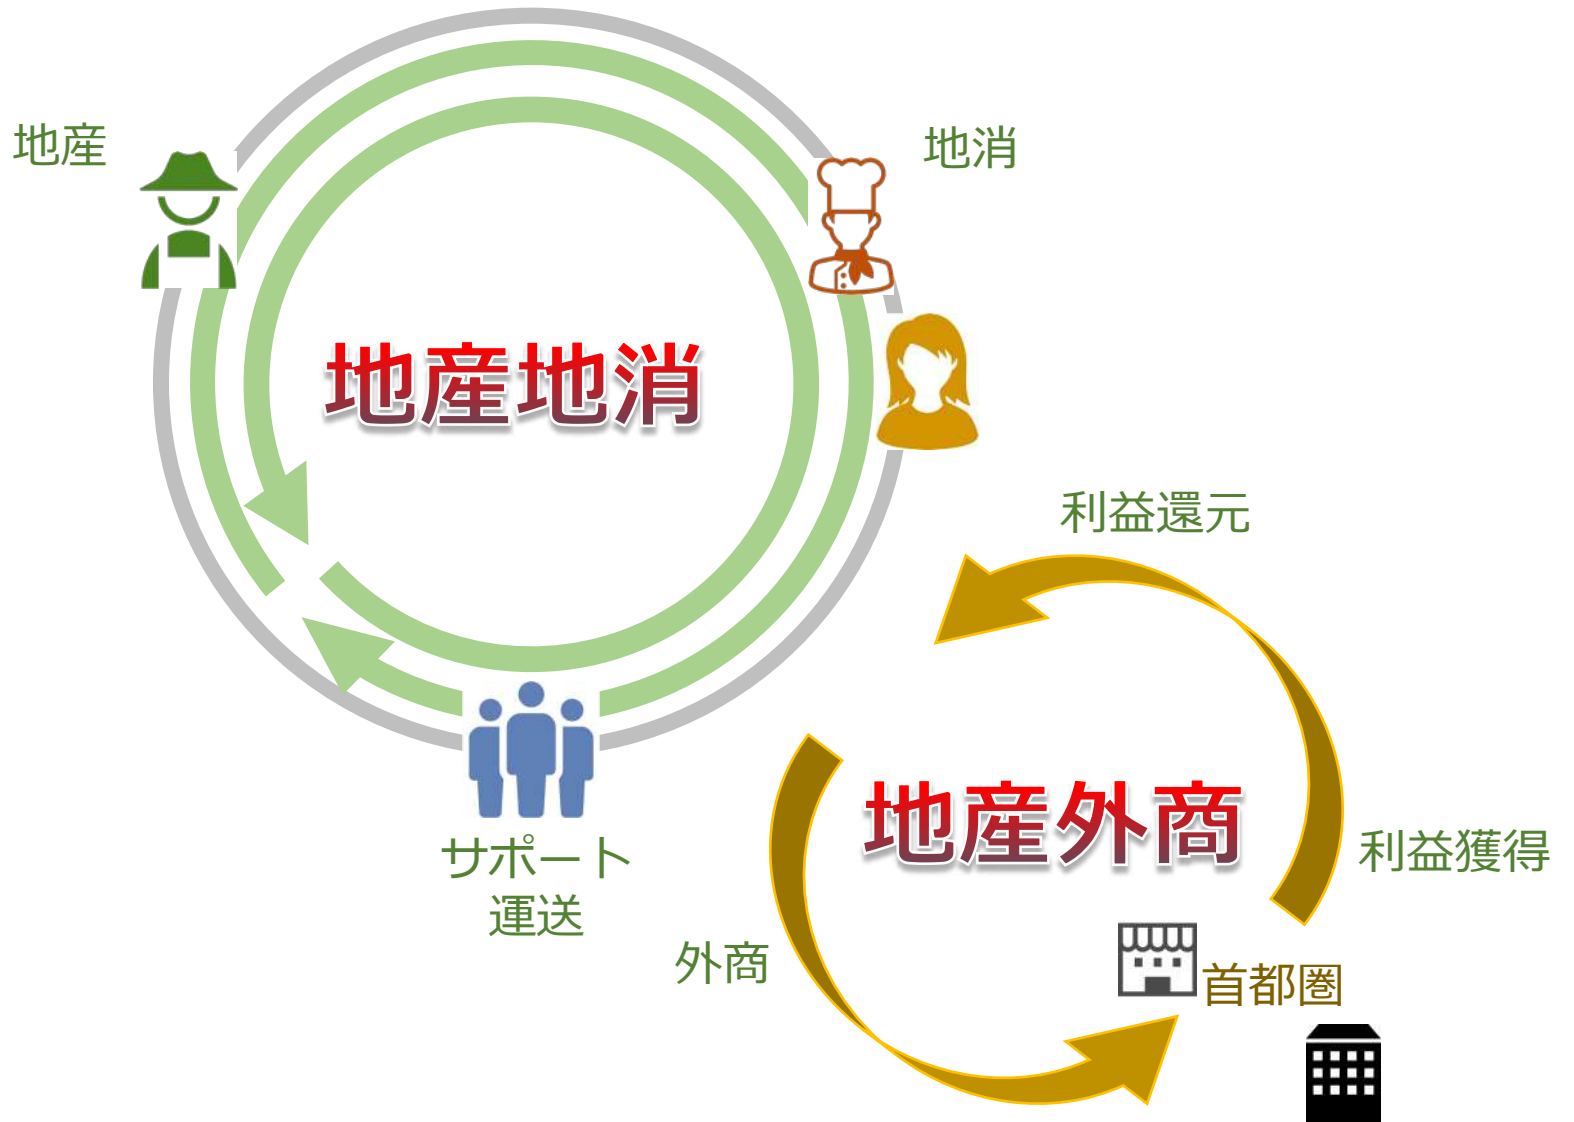 地産
地消
地産地消
利益還元
地産外商
利益獲得
サポート
運送
外商
首都圏